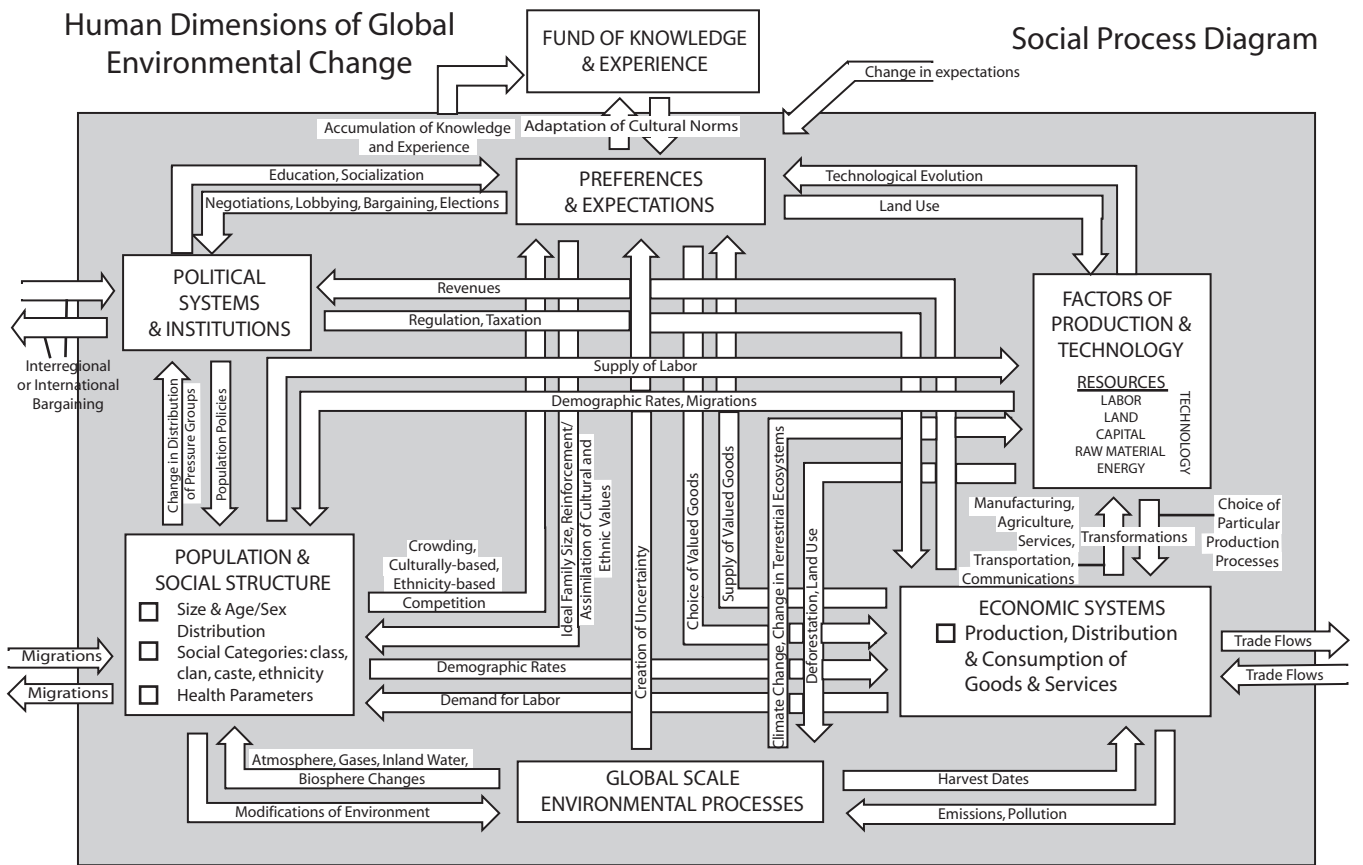 Human Dimensions of Global
Environmental Change
Social Process Diagram
FUND OF KNOWLEDGE
& EXPERIENCE
Change in expectations
Accumulation of Knowledge
and Experience
Adaptation of Cultural Norms
Education, Socialization
PREFERENCES
& EXPECTATIONS
Technological Evolution
Negotiations, Lobbying, Bargaining, Elections
Land Use
POLITICAL
SYSTEMS
& INSTITUTIONS
Revenues
Regulation, Taxation
FACTORS OF
PRODUCTION &
TECHNOLOGY
RESOURCES
LABOR
LAND
CAPITAL
RAW MATERIAL
ENERGY
TECHNOLOGY
Interregional
or International
Bargaining
Supply of Labor
Demographic Rates, Migrations
Change in Distribution
of Pressure Groups
Population Policies
Ideal Family Size, Reinforcement/
Assimilation of Cultural and
Ethnic Values
Creation of Uncertainty
Choice of Valued Goods
Supply of Valued Goods
Climate Change, Change in Terrestrial Ecosystems
Deforestation, Land Use
Manufacturing,
Agriculture,
Services,
Transportation,
Communications
Transformations
Choice of
Particular
Production
Processes
POPULATION &
SOCIAL STRUCTURE
Size & Age/Sex
Distribution
Social Categories: class,
clan, caste, ethnicity
Health Parameters
Crowding,
Culturally-based,
Ethnicity-based
Competition
ECONOMIC SYSTEMS
Production, Distribution
& Consumption of
Goods & Services
Migrations
Migrations
Demographic Rates
Demand for Labor
Trade Flows
Trade Flows
Atmosphere, Gases, Inland Water,
Biosphere Changes
Modifications of Environment
GLOBAL SCALE
ENVIRONMENTAL PROCESSES
Harvest Dates
Emissions, Pollution